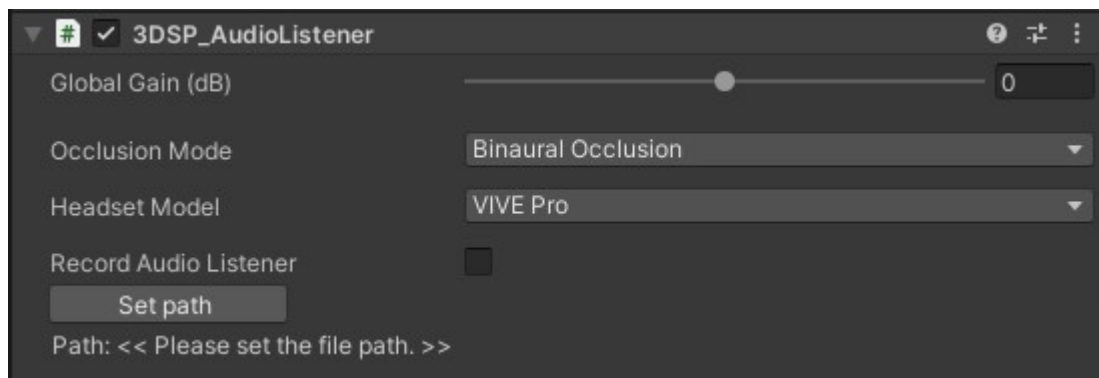 # 3DSP_AudioListener
Global Gain (dB) 0
Occlusion Mode Binaural Occlusion
Headset Model VIVE Pro
Record Audio Listener
Set path
Path: << Please set the file path. >>